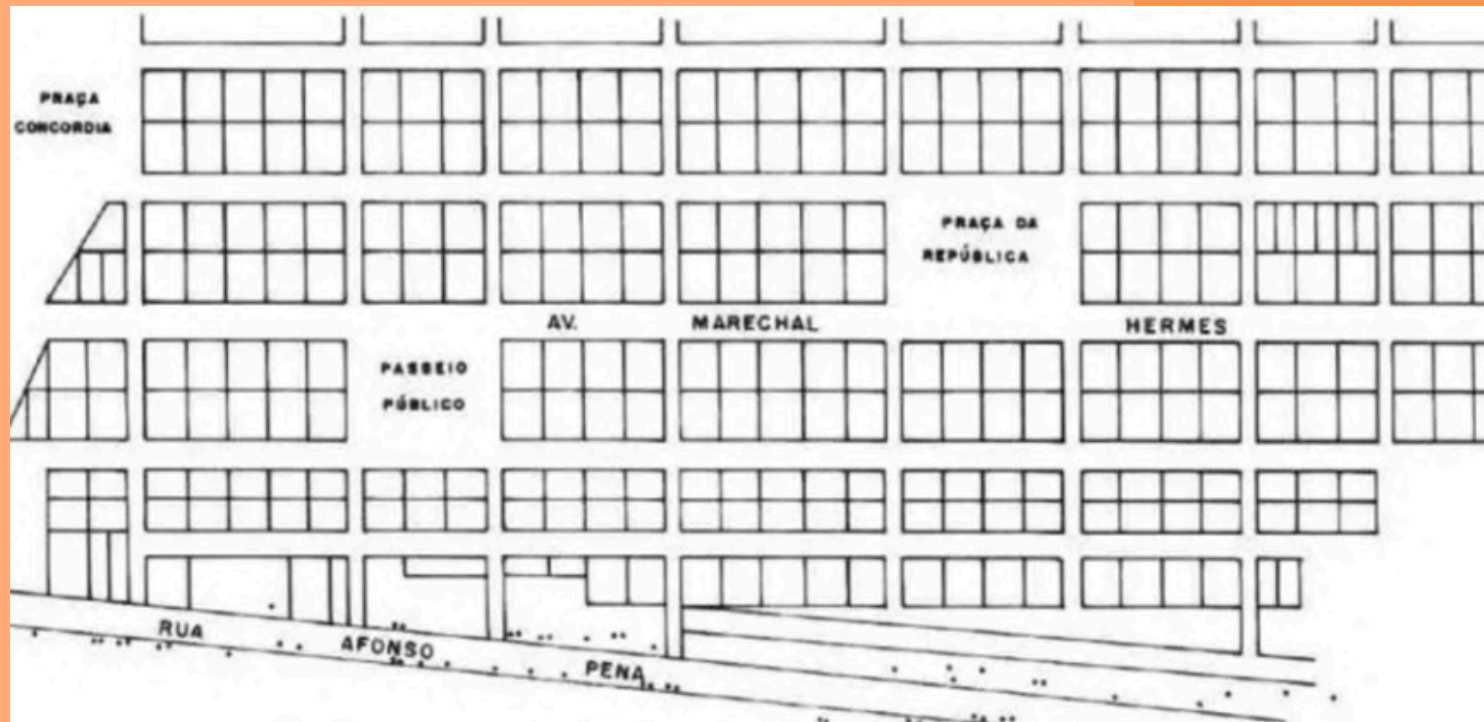 PRAÇA
CONCORDIA
PRAÇA DA
REPÚBLICA
AV. MARECHAL HERMES
PASSEIO
PÚBLICO
RUA AFONSO PENA